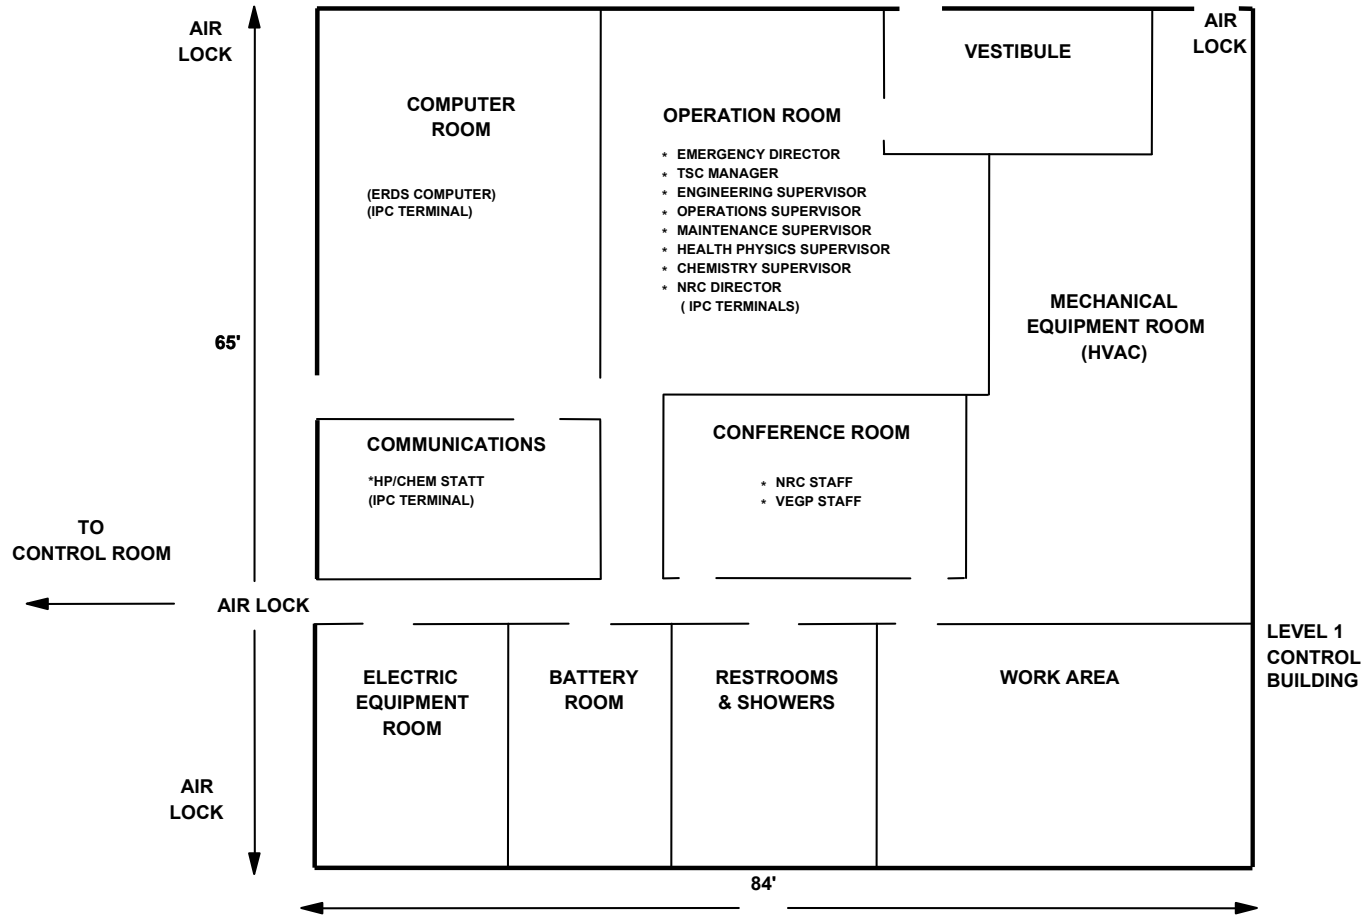 AIR
LOCK
VESTIBULE
AIR
LOCK
COMPUTER
ROOM
(ERDS COMPUTER)
(IPC TERMINAL)
OPERATION ROOM
* EMERGENCY DIRECTOR
* TSC MANAGER
* ENGINEERING SUPERVISOR
* OPERATIONS SUPERVISOR
* MAINTENANCE SUPERVISOR
* HEALTH PHYSICS SUPERVISOR
* CHEMISTRY SUPERVISOR
* NRC DIRECTOR
( IPC TERMINALS)
MECHANICAL
EQUIPMENT ROOM
(HVAC)
65'
COMMUNICATIONS
*HP/CHEM STATT
(IPC TERMINAL)
CONFERENCE ROOM
* NRC STAFF
* VEGP STAFF
TO
CONTROL ROOM
AIR LOCK
LEVEL 1
CONTROL
BUILDING
ELECTRIC
EQUIPMENT
ROOM
BATTERY
ROOM
RESTROOMS
& SHOWERS
WORK AREA
AIR
LOCK
84'